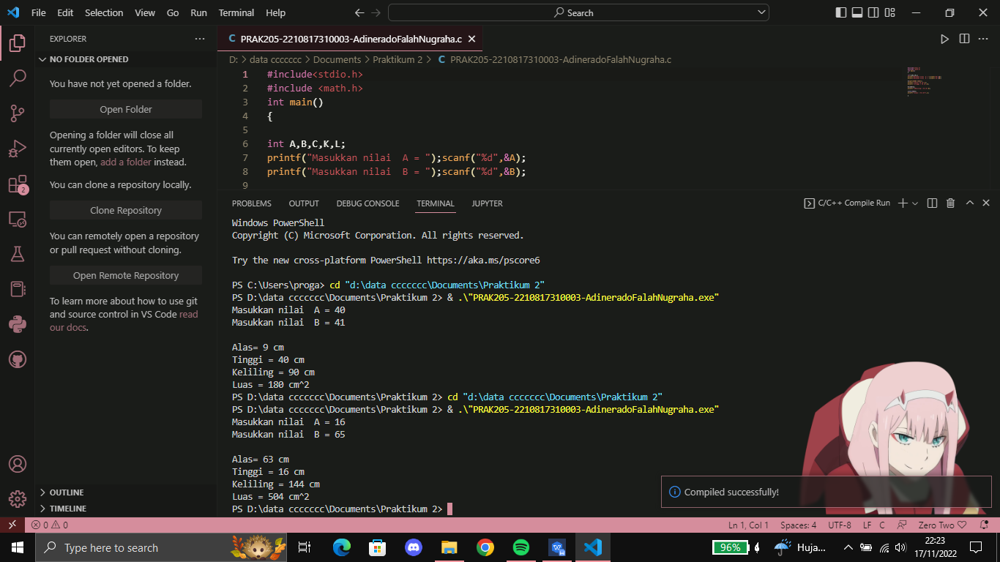 File Edit Selection View Go Run Terminal Help
Search
EXPLORER
NO FOLDER OPENED
You have not yet opened a folder.
Open Folder
Opening a folder will close all
currently open editors. To keep
them open, add a folder instead.
You can clone a repository locally.
Clone Repository
You can remotely open a repository
or pull request without cloning.
Open Remote Repository
To learn more about how to use git
and source control in VS Code read
our docs.
OUTLINE
TIMELINE
2
C PRAK205-2210817310003-AdineradoFalahNugraha.c
D: > data ccccccc > Documents > Praktikum 2 > C PRAK205-2210817310003-AdineradoFalahNugraha.c
1 #include<stdio.h>
2 #include <math.h>
3 int main()
4 {
5
6 int A,B,C,K,L;
7 printf("Masukkan nilai  A = ");scanf("%d",&A);
8 printf("Masukkan nilai  B = ");scanf("%d",&B);
9
PROBLEMS OUTPUT DEBUG CONSOLE TERMINAL JUPYTER
C/C++ Compile Run
Windows PowerShell
Copyright (C) Microsoft Corporation. All rights reserved.
Try the new cross-platform PowerShell https://aka.ms/pscore6
PS C:\Users\proga> cd "d:\data ccccccc\Documents\Praktikum 2"
PS D:\data ccccccc\Documents\Praktikum 2> & .\"PRAK205-2210817310003-AdineradoFalahNugraha.exe"
Masukkan nilai  A = 40
Masukkan nilai  B = 41
Alas= 9 cm
Tinggi = 40 cm
Keliling = 90 cm
Luas = 180 cm^2
PS D:\data ccccccc\Documents\Praktikum 2> cd "d:\data ccccccc\Documents\Praktikum 2"
PS D:\data ccccccc\Documents\Praktikum 2> & .\"PRAK205-2210817310003-AdineradoFalahNugraha.exe"
Masukkan nilai  A = 16
Masukkan nilai  B = 65
Alas= 63 cm
Tinggi = 16 cm
Keliling = 144 cm
Luas = 504 cm^2
PS D:\data ccccccc\Documents\Praktikum 2>
Compiled successfully!
0 0
Ln 1, Col 1 Spaces: 4 UTF-8 LF C Zero Two
Type here to search
96%
Huja...
22:23
17/11/2022